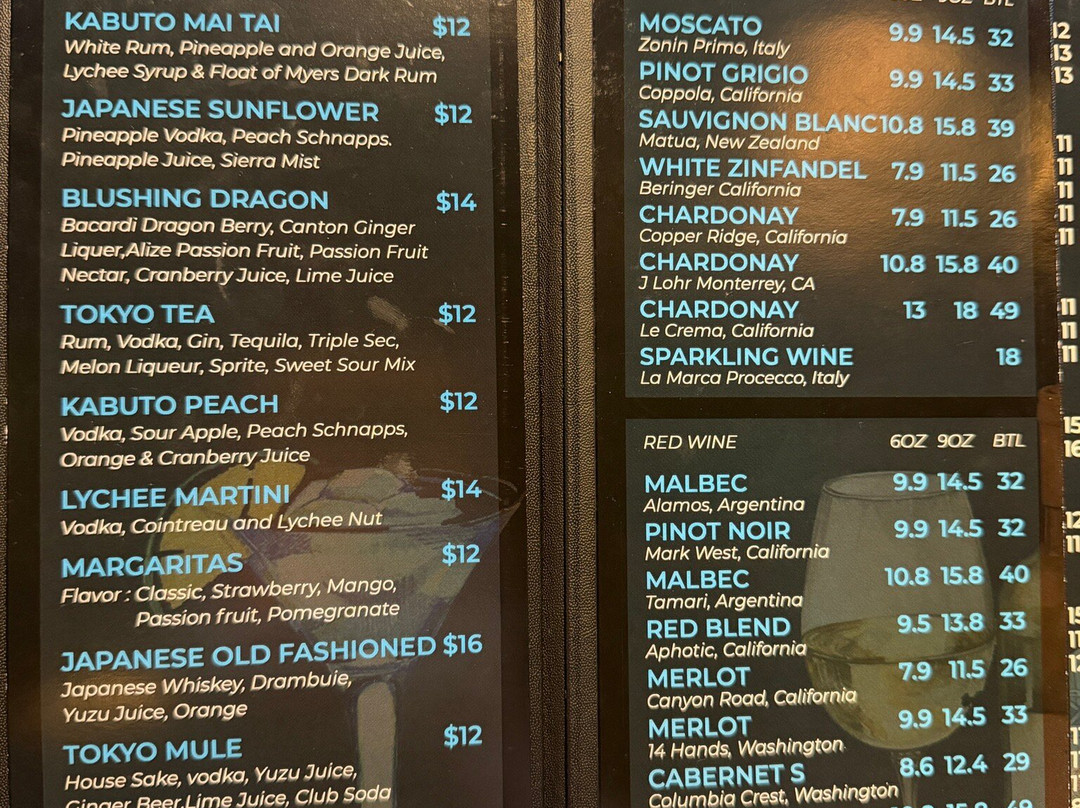 KABUTO MAI TAI $12
White Rum, Pineapple and Orange Juice,
Lychee Syrup & Float of Myers Dark Rum
JAPANESE SUNFLOWER $12
Pineapple Vodka, Peach Schnapps.
Pineapple Juice, Sierra Mist
BLUSHING DRAGON $14
Bacardi Dragon Berry, Canton Ginger
Liquer,Alize Passion Fruit, Passion Fruit
Nectar, Cranberry Juice, Lime Juice
TOKYO TEA $12
Rum, Vodka, Gin, Tequila, Triple Sec,
Melon Liqueur, Sprite, Sweet Sour Mix
KABUTO PEACH $12
Vodka, Sour Apple, Peach Schnapps,
Orange & Cranberry Juice
LYCHEE MARTINI $14
Vodka, Cointreau and Lychee Nut
MARGARITAS $12
Flavor : Classic, Strawberry, Mango,
Passion fruit, Pomegranate
JAPANESE OLD FASHIONED $16
Japanese Whiskey, Drambuie,
Yuzu Juice, Orange
TOKYO MULE $12
House Sake, vodka, Yuzu Juice,
Ginger Beer,Lime Juice, Club Soda
MOSCATO 9.9 14.5 32
Zonin Primo, Italy
PINOT GRIGIO 9.9 14.5 33
Coppola, California
SAUVIGNON BLANC 10.8 15.8 39
Matua, New Zealand
WHITE ZINFANDEL 7.9 11.5 26
Beringer California
CHARDONAY 7.9 11.5 26
Copper Ridge, California
CHARDONAY 10.8 15.8 40
J Lohr Monterrey, CA
CHARDONAY 13 18 49
Le Crema, California
SPARKLING WINE 18
La Marca Procecco, Italy
RED WINE 6OZ 9OZ BTL
MALBEC 9.9 14.5 32
Alamos, Argentina
PINOT NOIR 9.9 14.5 32
Mark West, California
MALBEC 10.8 15.8 40
Tamari, Argentina
RED BLEND 9.5 13.8 33
Aphotic, California
MERLOT 7.9 11.5 26
Canyon Road, California
MERLOT 9.9 14.5 33
14 Hands, Washington
CABERNET S 8.6 12.4 29
Columbia Crest, Washington